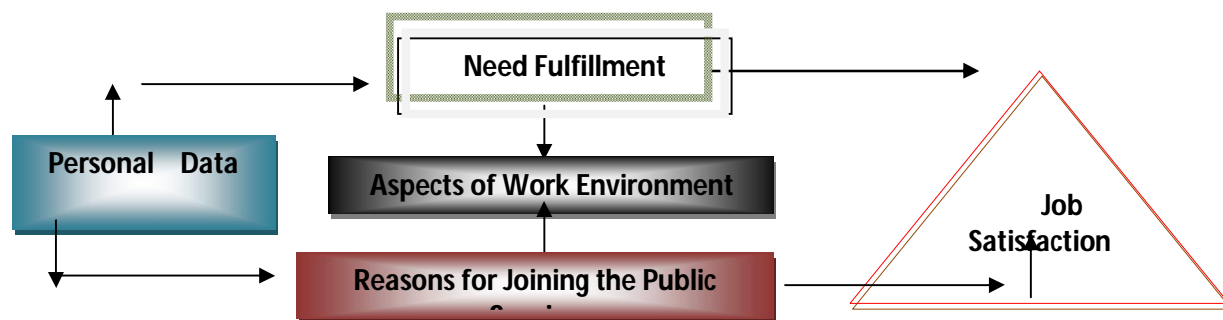 Need Fulfillment
Personal Data
Aspects of Work Environment
Job
Satisfaction
Reasons for Joining the Public